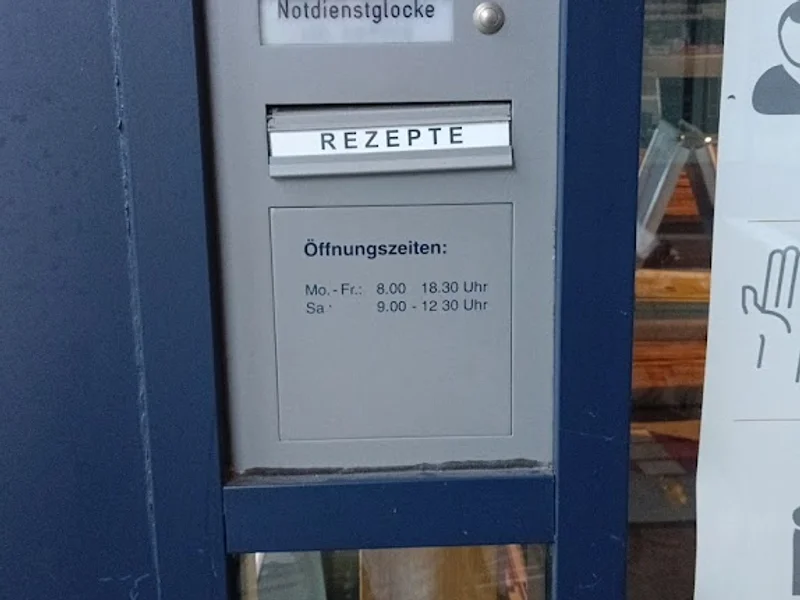 Notdienstglocke
REZEPTE
Öffnungszeiten:
Mo. - Fr.: 8.00 18.30 Uhr
Sa : 9.00 - 12 30 Uhr